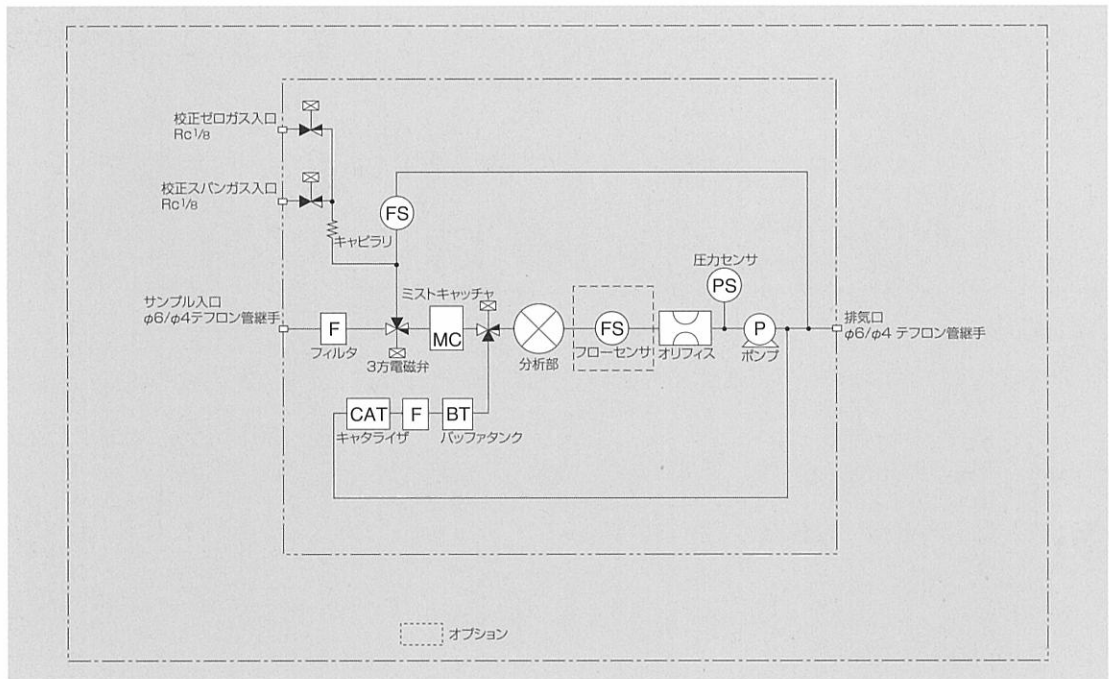 校正ゼロガス入口
Rc1/8
校正スパンガス入口
Rc1/8
FS
キャピラリ
サンプル入口
φ6/φ4テフロン管継手
F
フィルタ
3方電磁弁
ミストキャッチャ
MC
分析部
FS
フローセンサ
オリフィス
圧力センサ
PS
P
ポンプ
排気口
φ6/φ4 テフロン管継手
CAT
キャタライザ
F
BT
バッファタンク
オプション